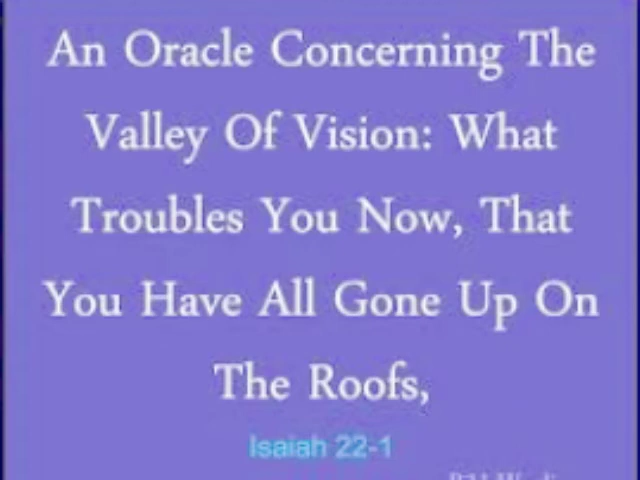 An Oracle Concerning The
Valley Of Vision: What
Troubles You Now, That
You Have All Gone Up On
The Roofs,
Isaiah 22-1